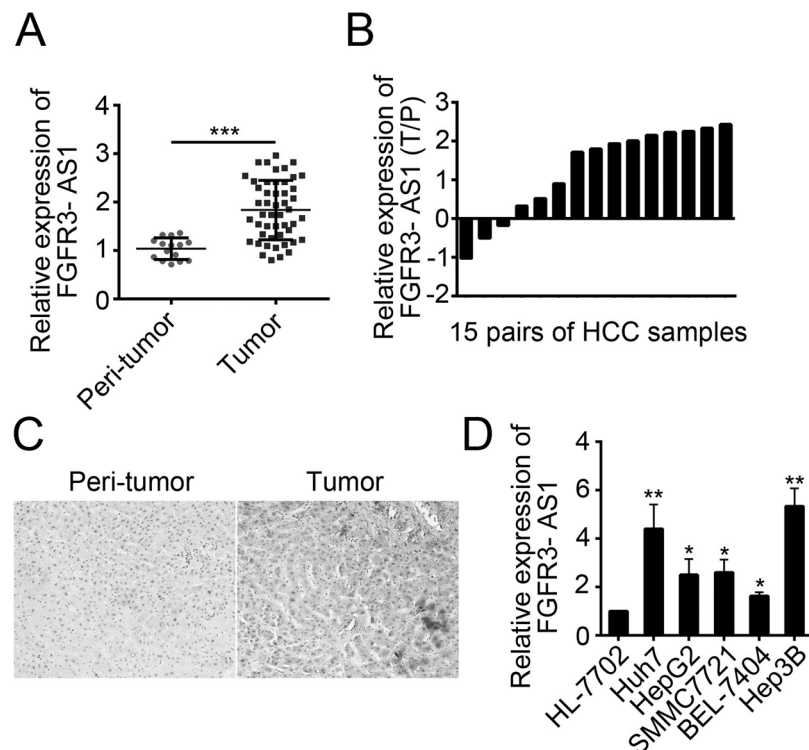 A
Relative expression of
FGFR3- AS1
4
3
2
1
0
***
Peri-tumor
Tumor
B
Relative expression of
FGFR3- AS1 (T/P)
3
2
1
0
-1
-2
15 pairs of HCC samples
C
Peri-tumor
Tumor
D
Relative expression of
FGFR3- AS1
4
6
4
2
0
**
*
*
*
**
HL-7702
Huh7
HepG2
SMMC7721
BEL-7404
Hep3B